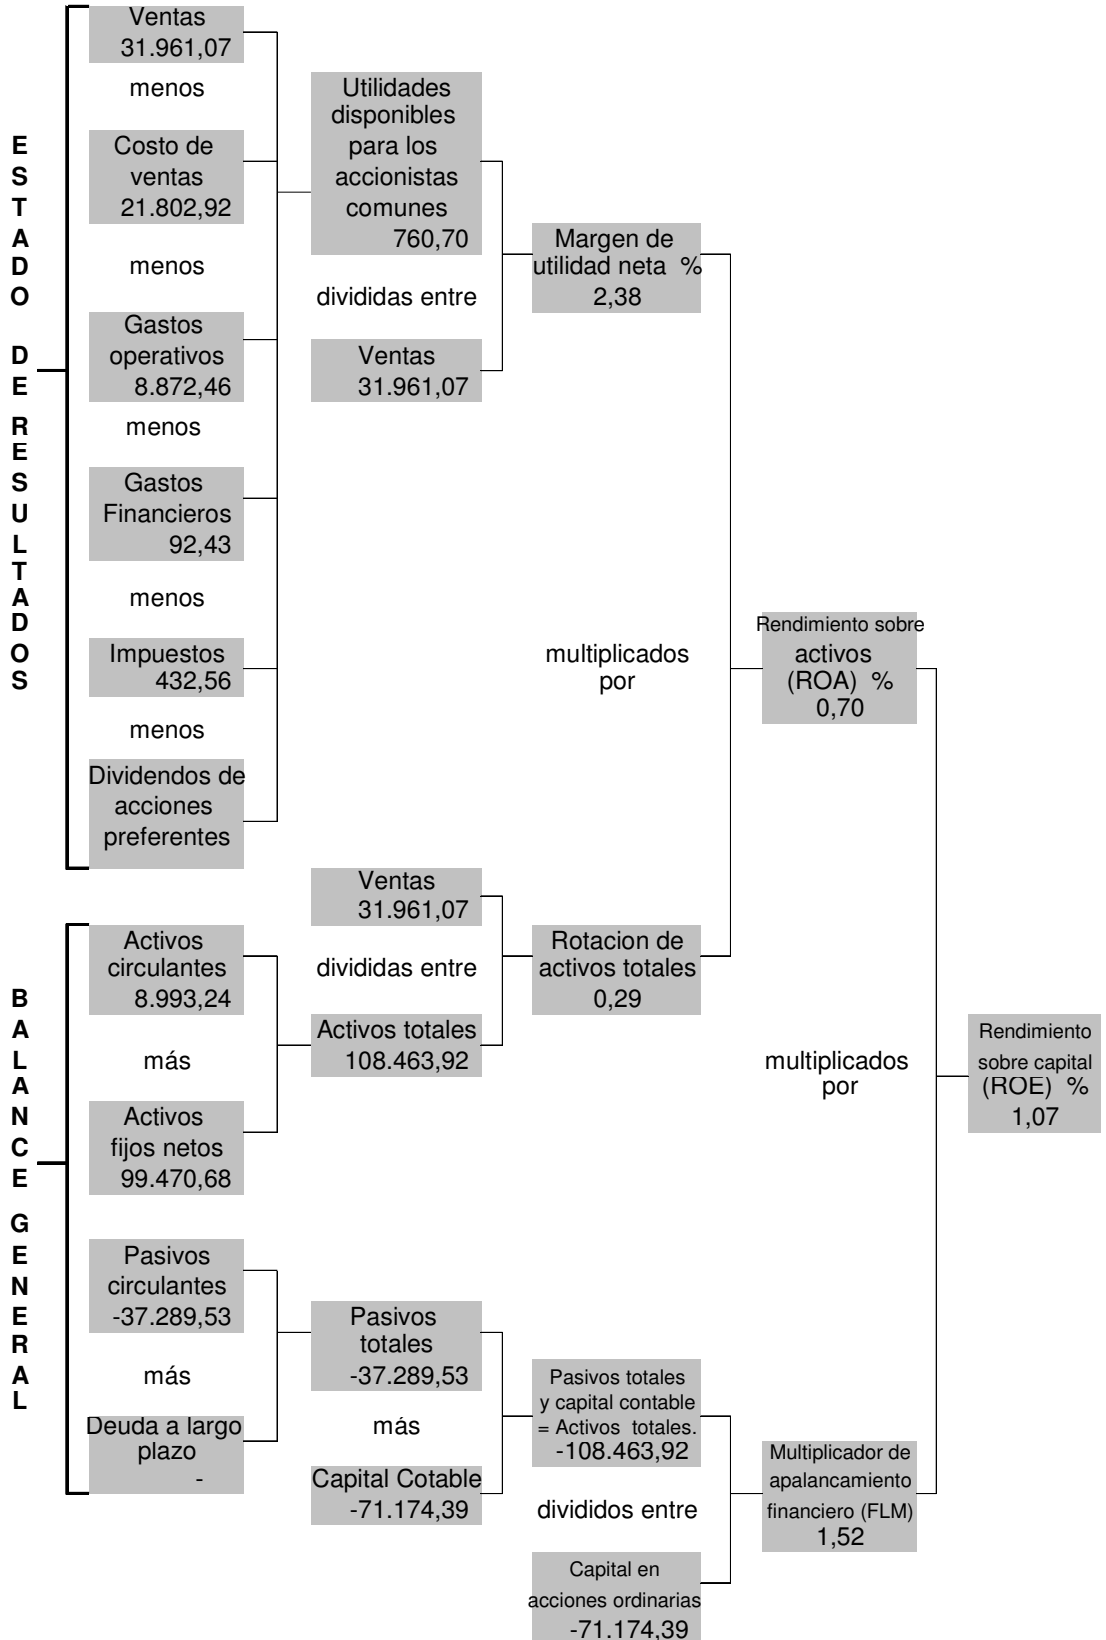 ESTADO DE RESULTADOS
Ventas
31.961,07
menos
Costo de
ventas
21.802,92
menos
Gastos
operativos
8.872,46
menos
Gastos
Financieros
92,43
menos
Impuestos
432,56
menos
Dividendos de
acciones
preferentes
Utilidades
disponibles
para los
accionistas
comunes
760,70
divididas entre
Ventas
31.961,07
Margen de
utilidad neta %
2,38
multiplicados
por
Rendimiento sobre
activos
(ROA) %
0,70
BALANCE GENERAL
Activos
circulantes
8.993,24
más
Activos
fijos netos
99.470,68
Ventas
31.961,07
divididas entre
Activos totales
108.463,92
Rotacion de
activos totales
0,29
multiplicados
por
Rendimiento
sobre capital
(ROE) %
1,07
Pasivos
circulantes
-37.289,53
más
Deuda a largo
plazo
-
Pasivos
totales
-37.289,53
más
Capital Cotable
-71.174,39
Pasivos totales
y capital contable
= Activos totales.
-108.463,92
divididos entre
Capital en
acciones ordinarias
-71.174,39
Multiplicador de
apalancamiento
financiero (FLM)
1,52